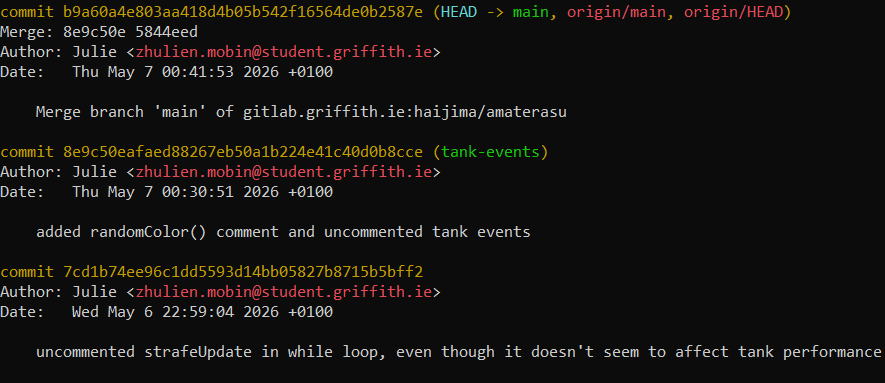 commit b9a60a4e803aa418d4b05b542f16564de0b2587e (HEAD -> main, origin/main, origin/HEAD)
Merge: 8e9c50e 5844eed
Author: Julie <zhulien.mobin@student.griffith.ie>
Date:   Thu May 7 00:41:53 2026 +0100
    Merge branch 'main' of gitlab.griffith.ie:haijima/amaterasu
commit 8e9c50eafaed88267eb50a1b224e41c40d0b8cce (tank-events)
Author: Julie <zhulien.mobin@student.griffith.ie>
Date:   Thu May 7 00:30:51 2026 +0100
    added randomColor() comment and uncommented tank events
commit 7cd1b74ee96c1dd5593d14bb05827b8715b5bff2
Author: Julie <zhulien.mobin@student.griffith.ie>
Date:   Wed May 6 22:59:04 2026 +0100
    uncommented strafeUpdate in while loop, even though it doesn't seem to affect tank performance